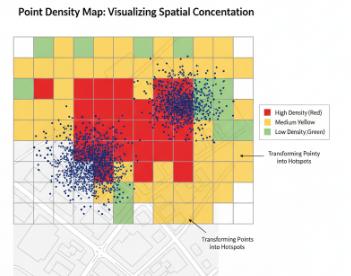 Point Density Map: Visualizing Spatial Concentation
High Density (Red)
Medium Yellow
Low Density,Green)
Transforming Pointy
into Hotspots
Transforming Points
into Hotspots